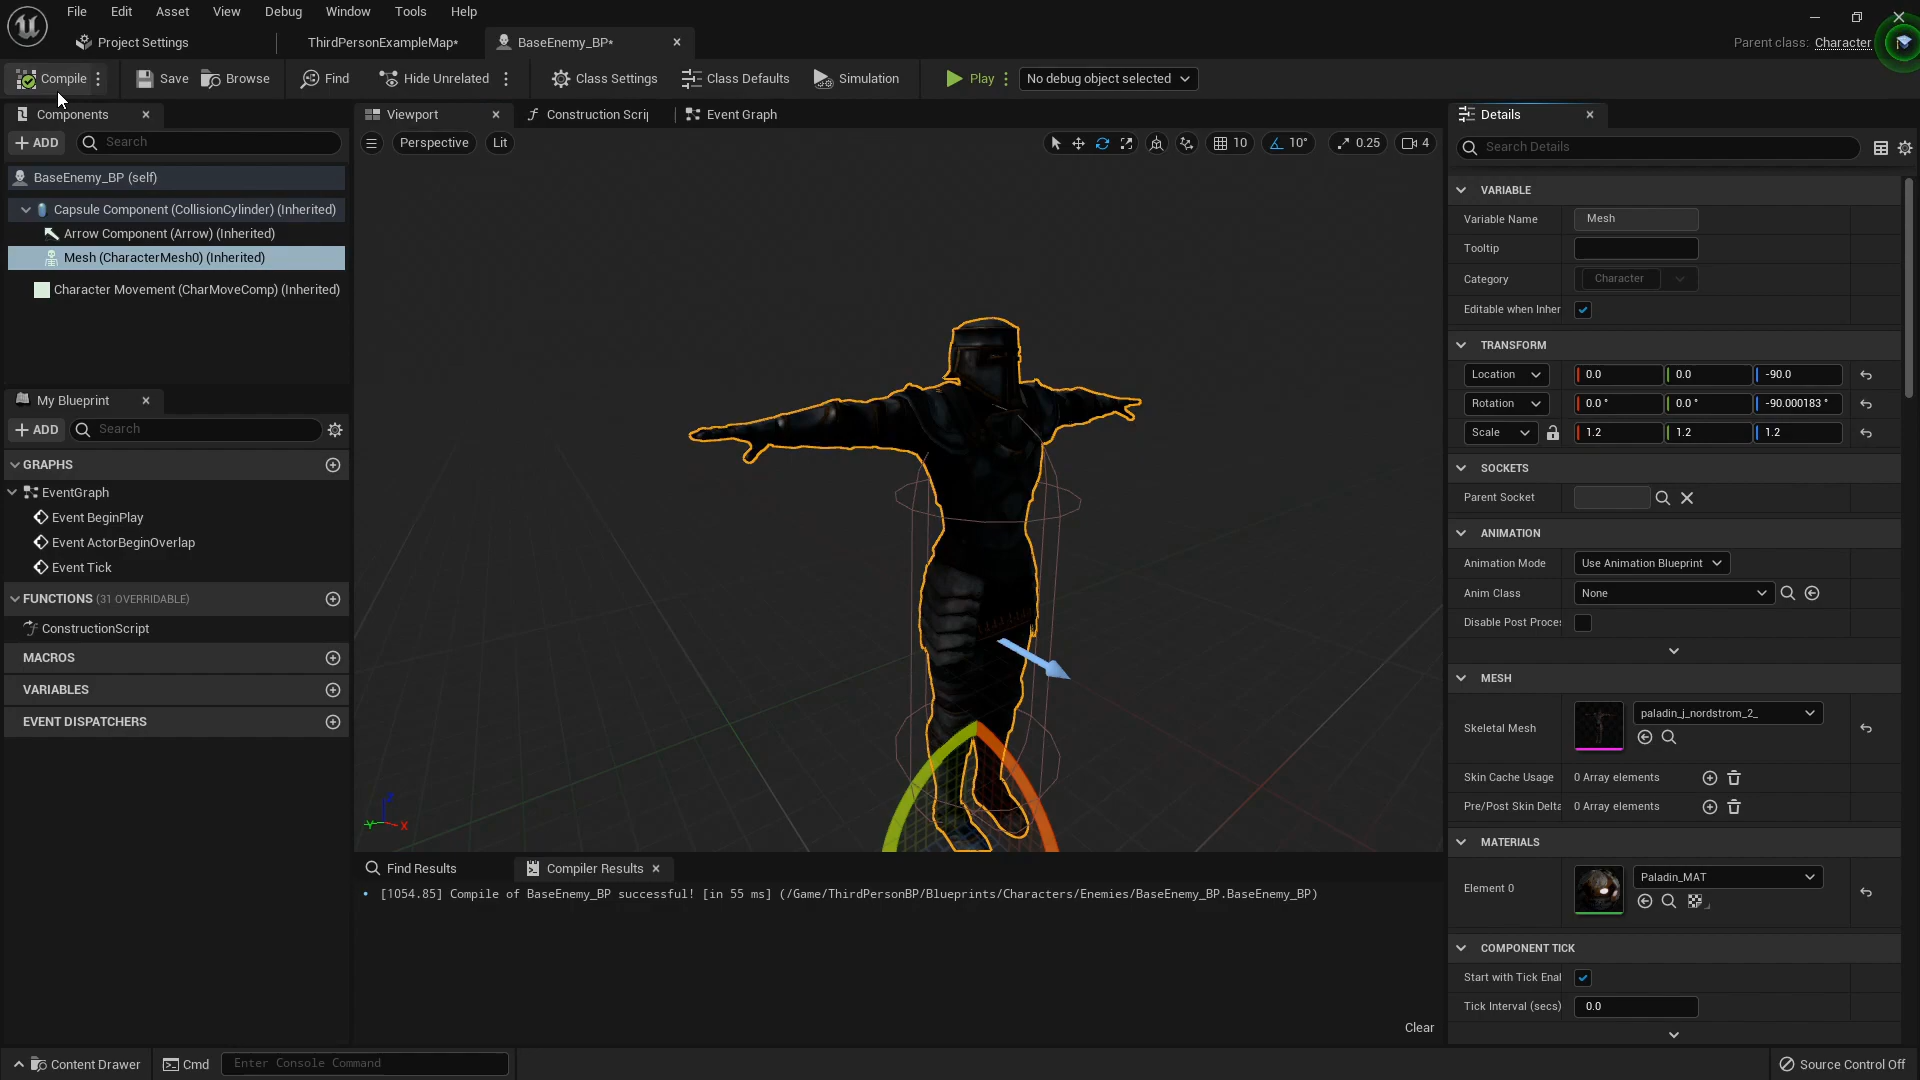 File Edit Asset View Debug Window Tools Help
Project Settings ThirdPersonExampleMap* BaseEnemy_BP* Parent class: Character
Compile Save Browse Find Hide Unrelated Class Settings Class Defaults Simulation Play No debug object selected
Components
ADD Search
BaseEnemy_BP (self)
Capsule Component (CollisionCylinder) (Inherited)
Arrow Component (Arrow) (Inherited)
Mesh (CharacterMesh0) (Inherited)
Character Movement (CharMoveComp) (Inherited)
My Blueprint
ADD Search
GRAPHS
EventGraph
Event BeginPlay
Event ActorBeginOverlap
Event Tick
FUNCTIONS (31 OVERRIDABLE)
ConstructionScript
MACROS
VARIABLES
EVENT DISPATCHERS
Viewport Construction Scrip Event Graph
Perspective Lit 10 10° 0.25 4
Z
Y X
Find Results Compiler Results
[1054.85] Compile of BaseEnemy_BP successful! [in 55 ms] (/Game/ThirdPersonBP/Blueprints/Characters/Enemies/BaseEnemy_BP.BaseEnemy_BP)
Clear
Details
Search Details
VARIABLE
Variable Name Mesh
Tooltip
Category Character
Editable when Inher
TRANSFORM
Location 0.0 0.0 -90.0
Rotation 0.0 ° 0.0 ° -90.000183 °
Scale 1.2 1.2 1.2
SOCKETS
Parent Socket
ANIMATION
Animation Mode Use Animation Blueprint
Anim Class None
Disable Post Proces
MESH
Skeletal Mesh paladin_j_nordstrom_2_
Skin Cache Usage 0 Array elements
Pre/Post Skin Delta 0 Array elements
MATERIALS
Element 0 Paladin_MAT
COMPONENT TICK
Start with Tick Enal
Tick Interval (secs) 0.0
Content Drawer Cmd Enter Console Command Source Control Off